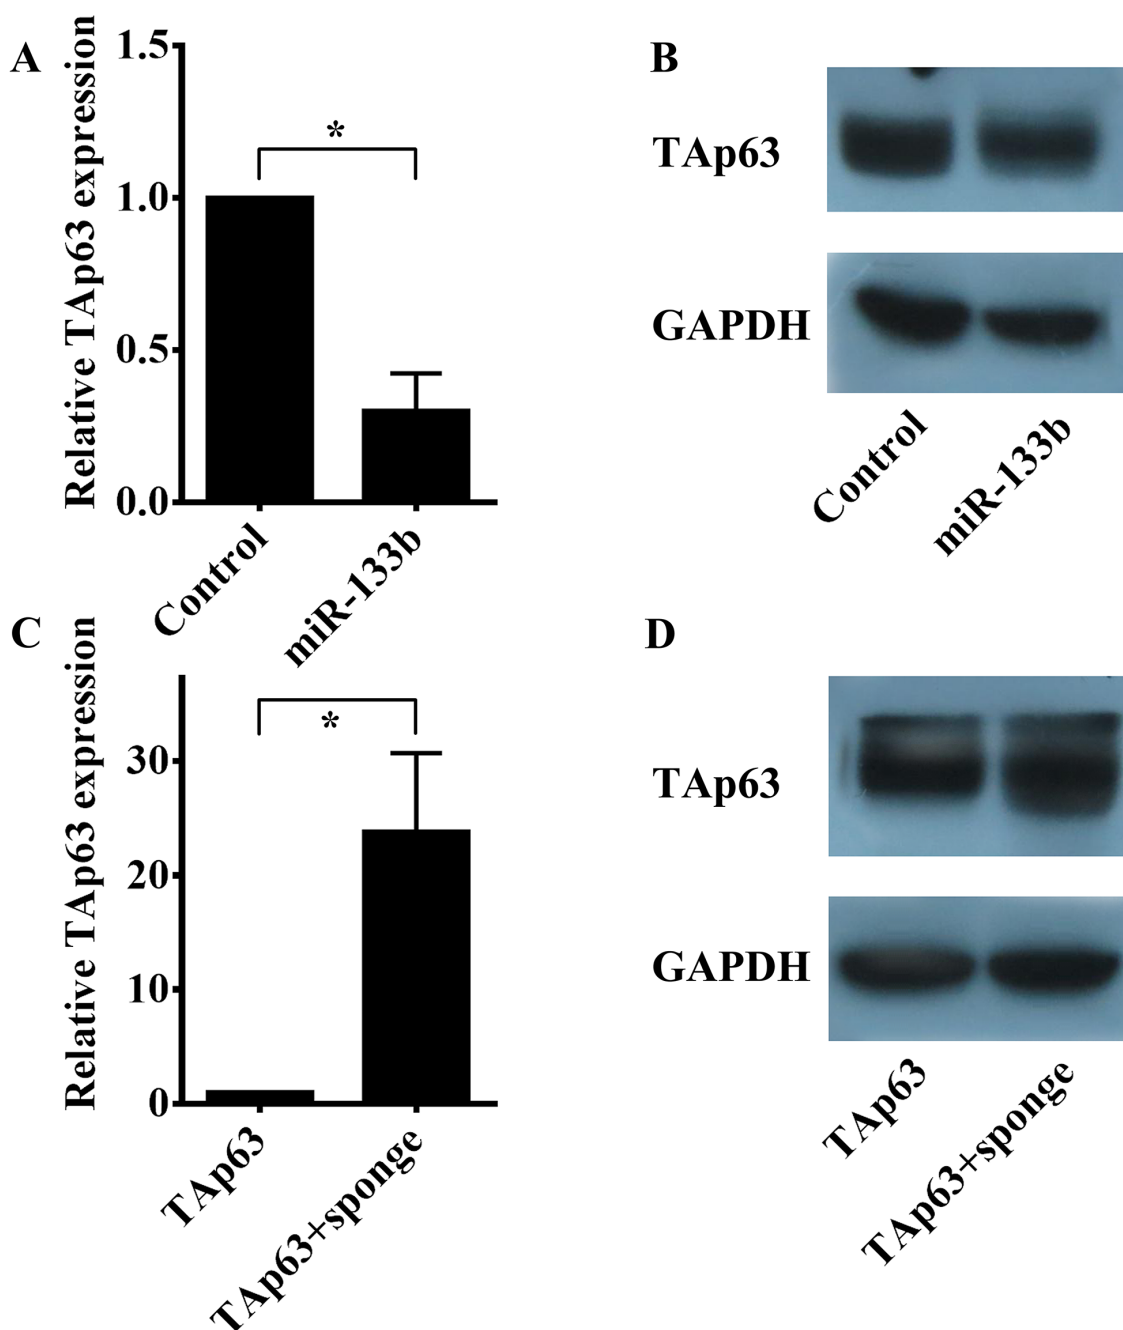 A
Relative TAp63 expression
1.5
1.0
0.5
0.0
*
Control
miR-133b
B
TAp63
GAPDH
Control
miR-133b
C
Relative TAp63 expression
30
20
10
0
*
TAp63
TAp63+sponge
D
TAp63
GAPDH
TAp63
TAp63+sponge